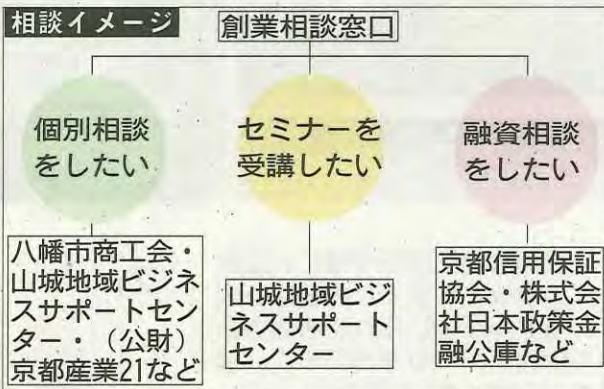 相談イメージ
創業相談窓口
個別相談
をしたい
セミナーを
受講したい
融資相談
をしたい
八幡市商工会・
山城地域ビジネ
スサポートセン
ター・（公財）
京都産業21など
山城地域ビジ
ネスサポート
センター
京都信用保証
協会・株式会
社日本政策金
融公庫など